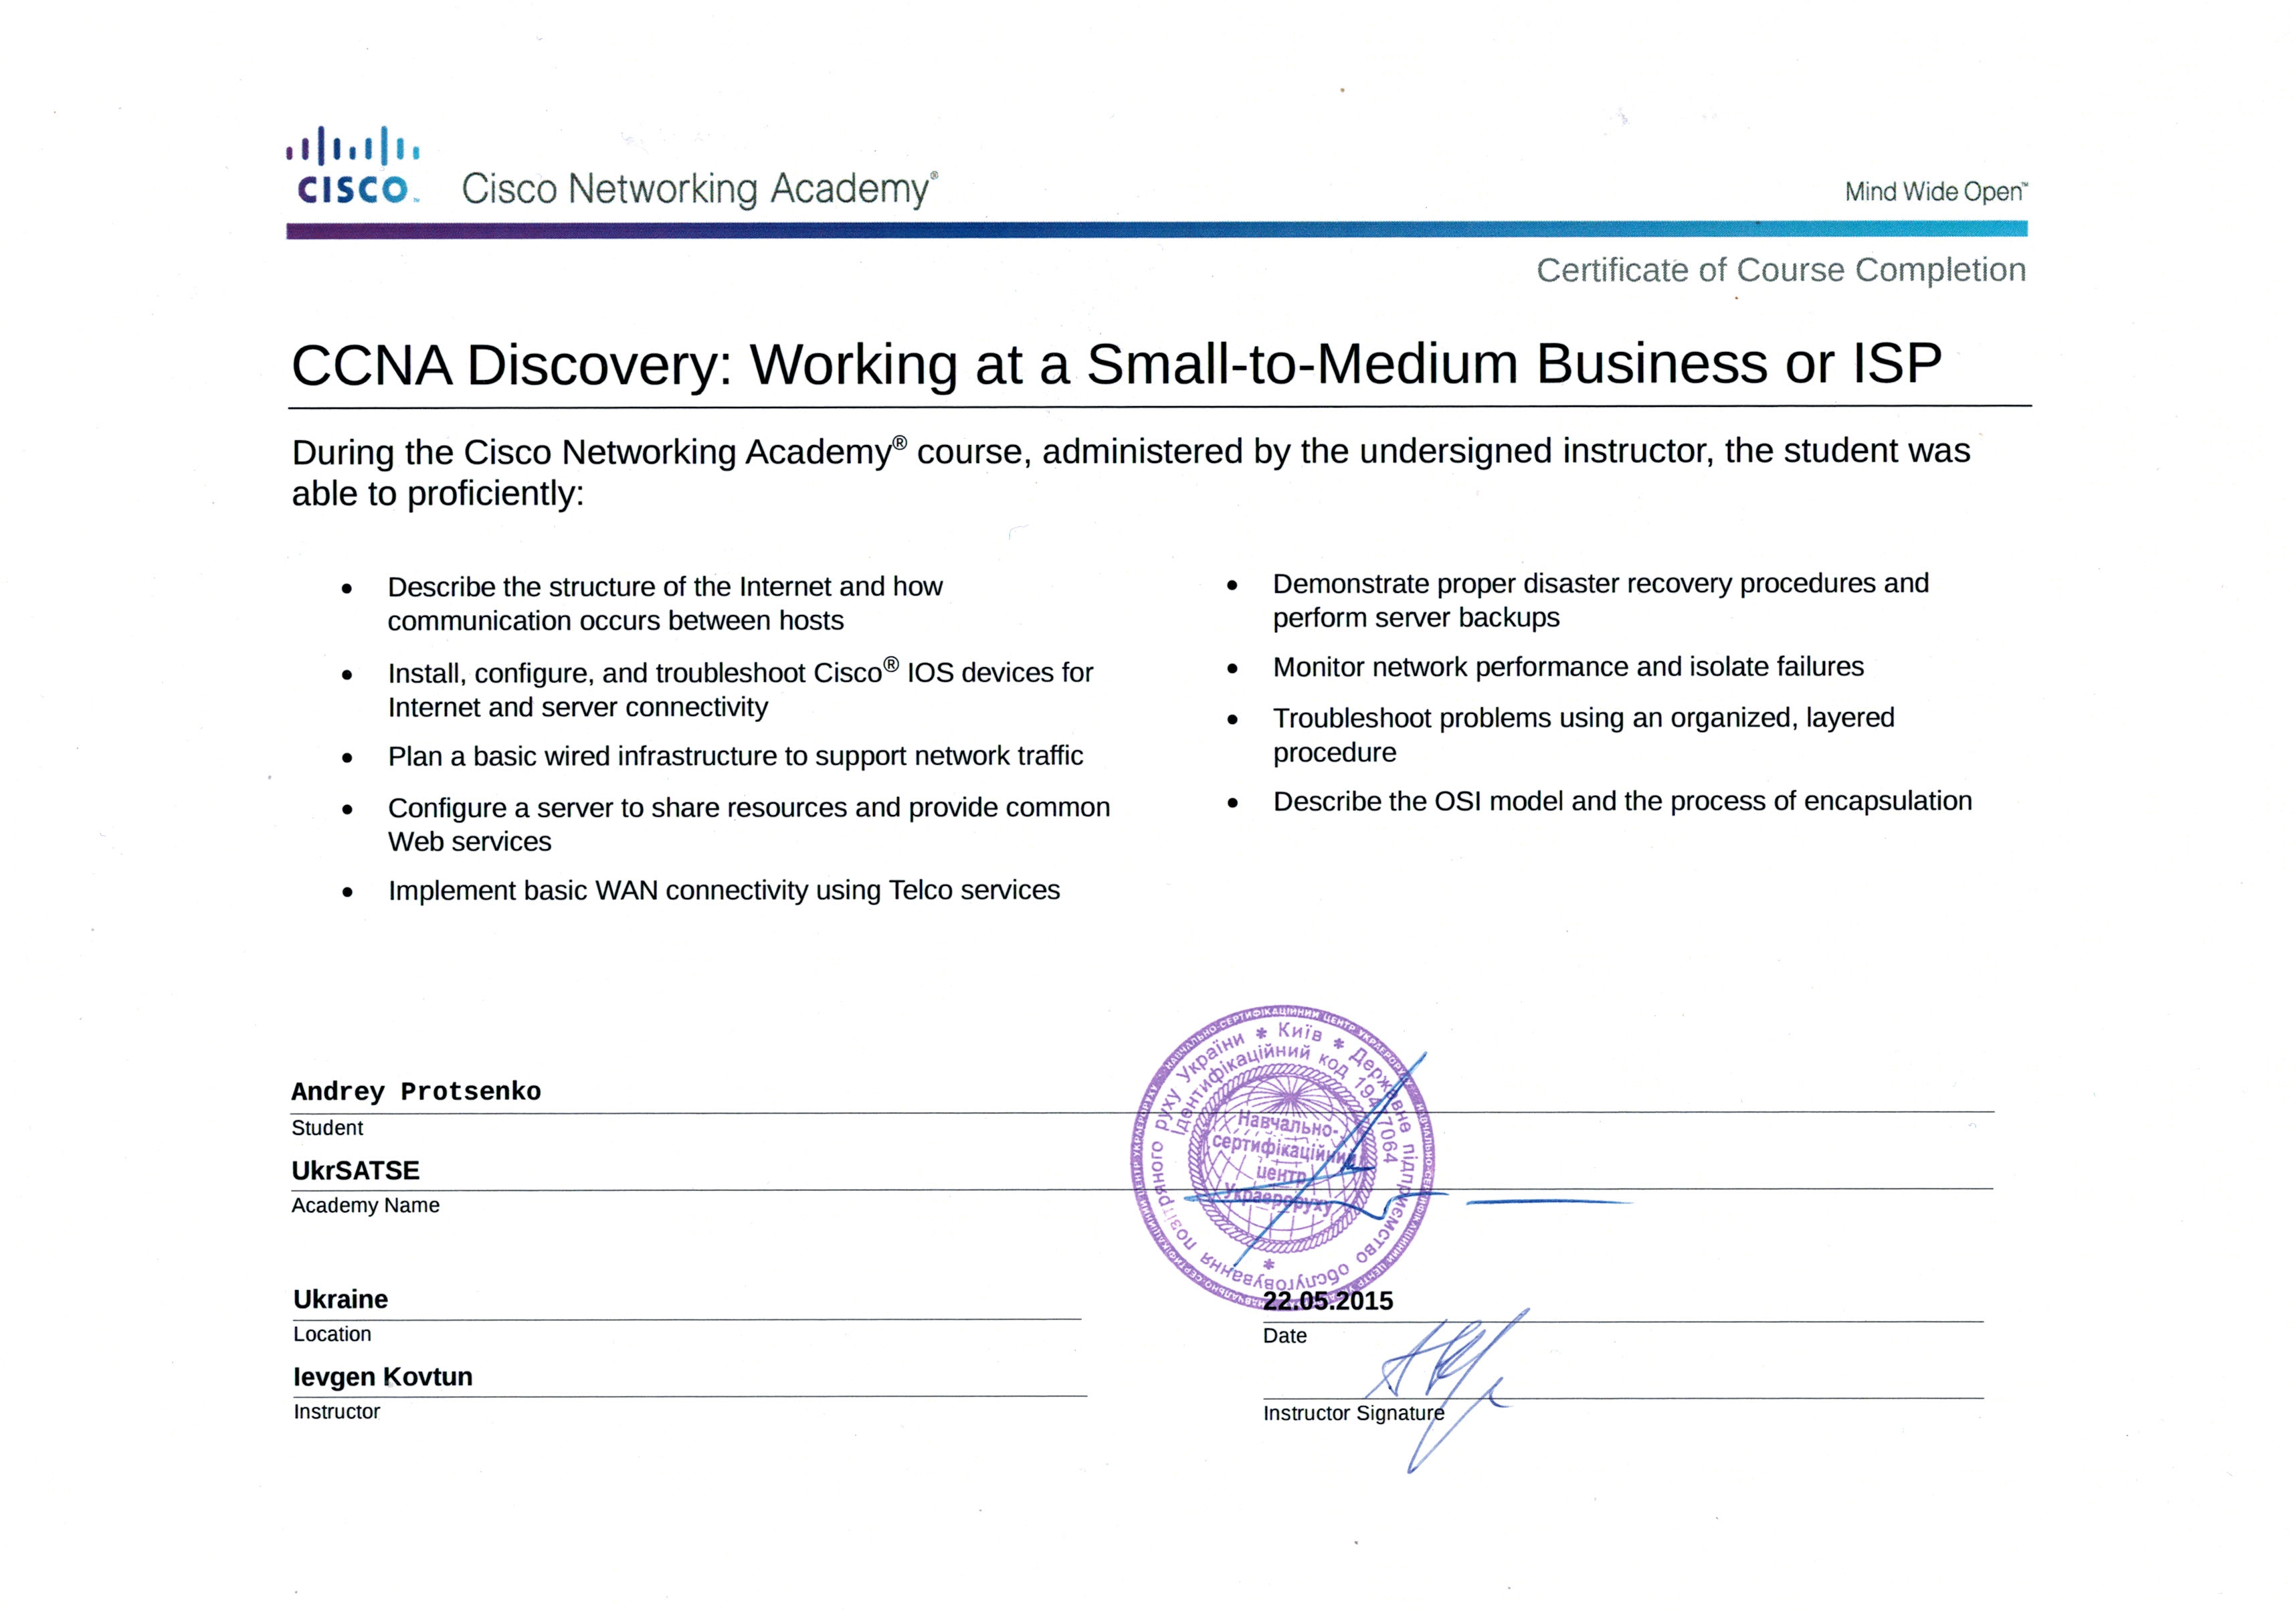 CISCO™ Cisco Networking Academy® Mind Wide Open™
Certificate of Course Completion
CCNA Discovery: Working at a Small-to-Medium Business or ISP
During the Cisco Networking Academy® course, administered by the undersigned instructor, the student was
able to proficiently:
• Describe the structure of the Internet and how
communication occurs between hosts
• Install, configure, and troubleshoot Cisco® IOS devices for
Internet and server connectivity
• Plan a basic wired infrastructure to support network traffic
• Configure a server to share resources and provide common
Web services
• Implement basic WAN connectivity using Telco services
• Demonstrate proper disaster recovery procedures and
perform server backups
• Monitor network performance and isolate failures
• Troubleshoot problems using an organized, layered
procedure
• Describe the OSI model and the process of encapsulation
Andrey Protsenko
Student
UkrSATSE
Academy Name
Київ * Державне підприємство обслуговування повітряного руху України *
Ідентифікаційний код
Навчально-
сертифікаційний
центр
Украероруху
Ukraine
Location
22.05.2015
Date
Ievgen Kovtun
Instructor
Instructor Signature